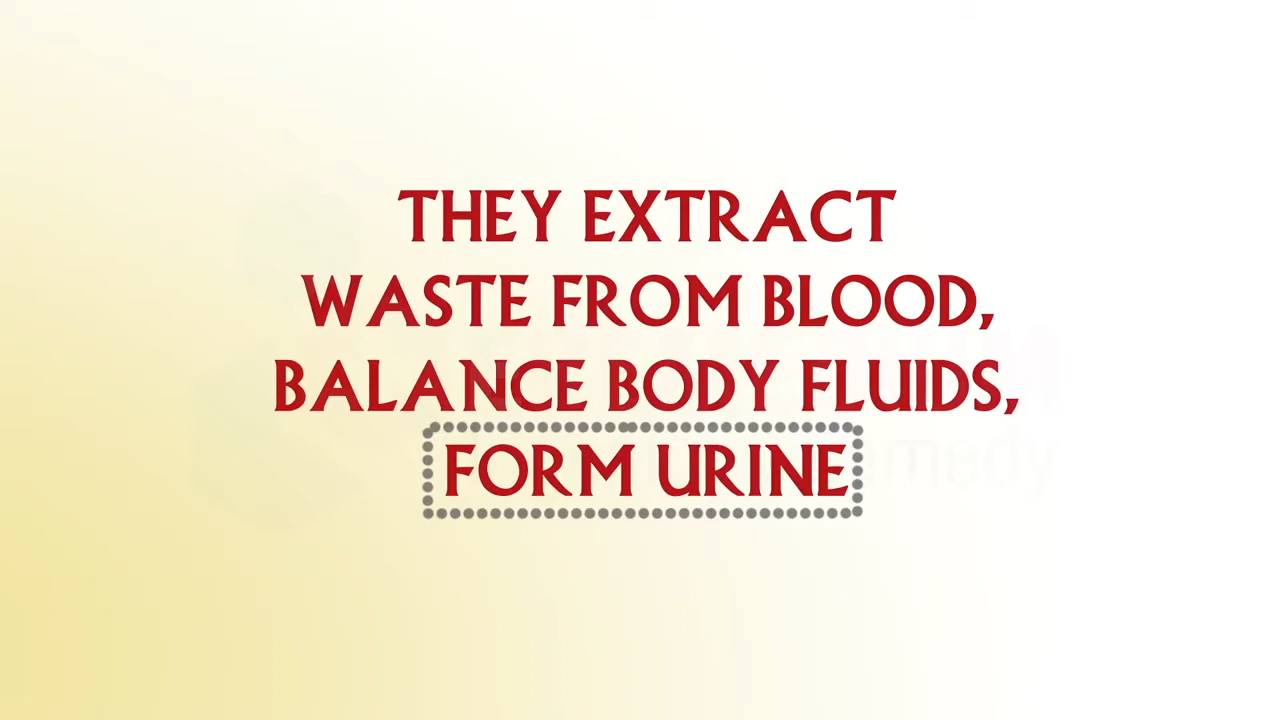 THEY EXTRACT
WASTE FROM BLOOD,
BALANCE BODY FLUIDS,
FORM URINE